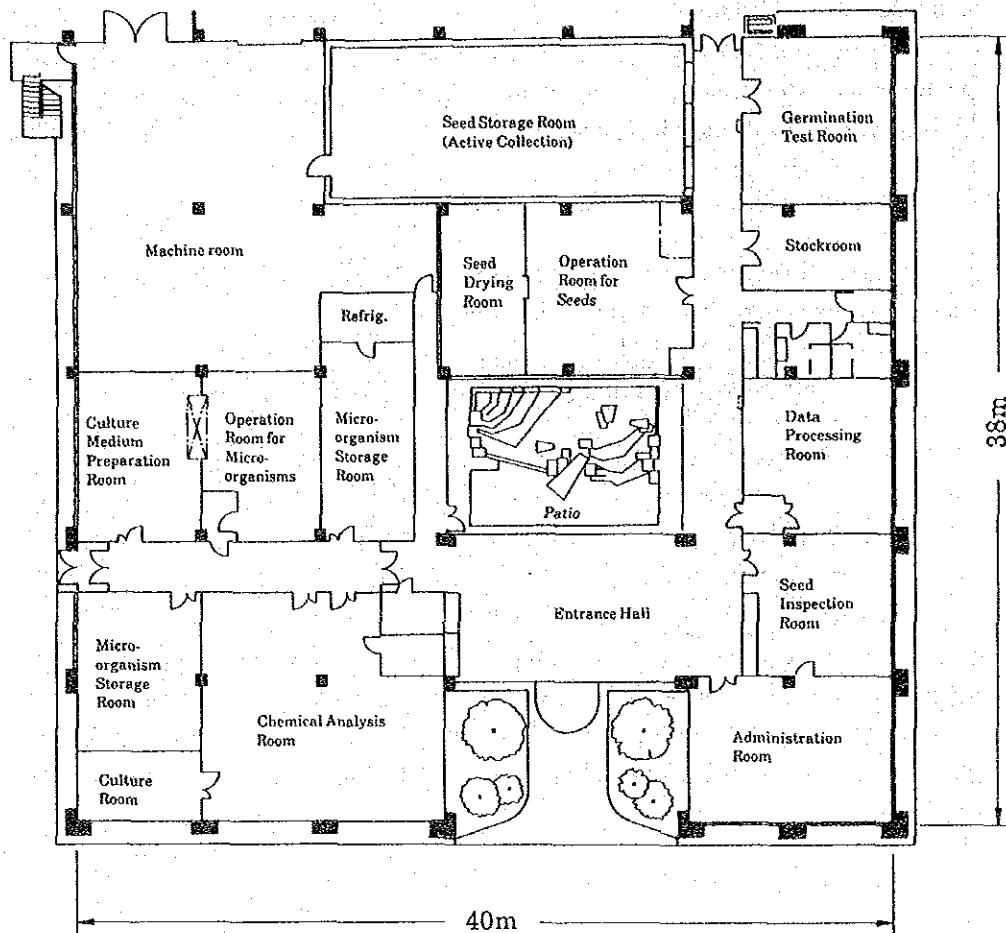 Seed Storage Room
(Active Collection)
Germination
Test Room
Machine room
Seed
Drying
Room
Operation
Room for
Seeds
Stockroom
Refrig.
Culture
Medium
Preparation
Room
Operation
Room for
Micro-
organisms
Micro-
organism
Storage
Room
Patio
Data
Processing
Room
38m
Entrance Hall
Seed
Inspection
Room
Micro-
organism
Storage
Room
Chemical Analysis
Room
Culture
Room
Administration
Room
40m